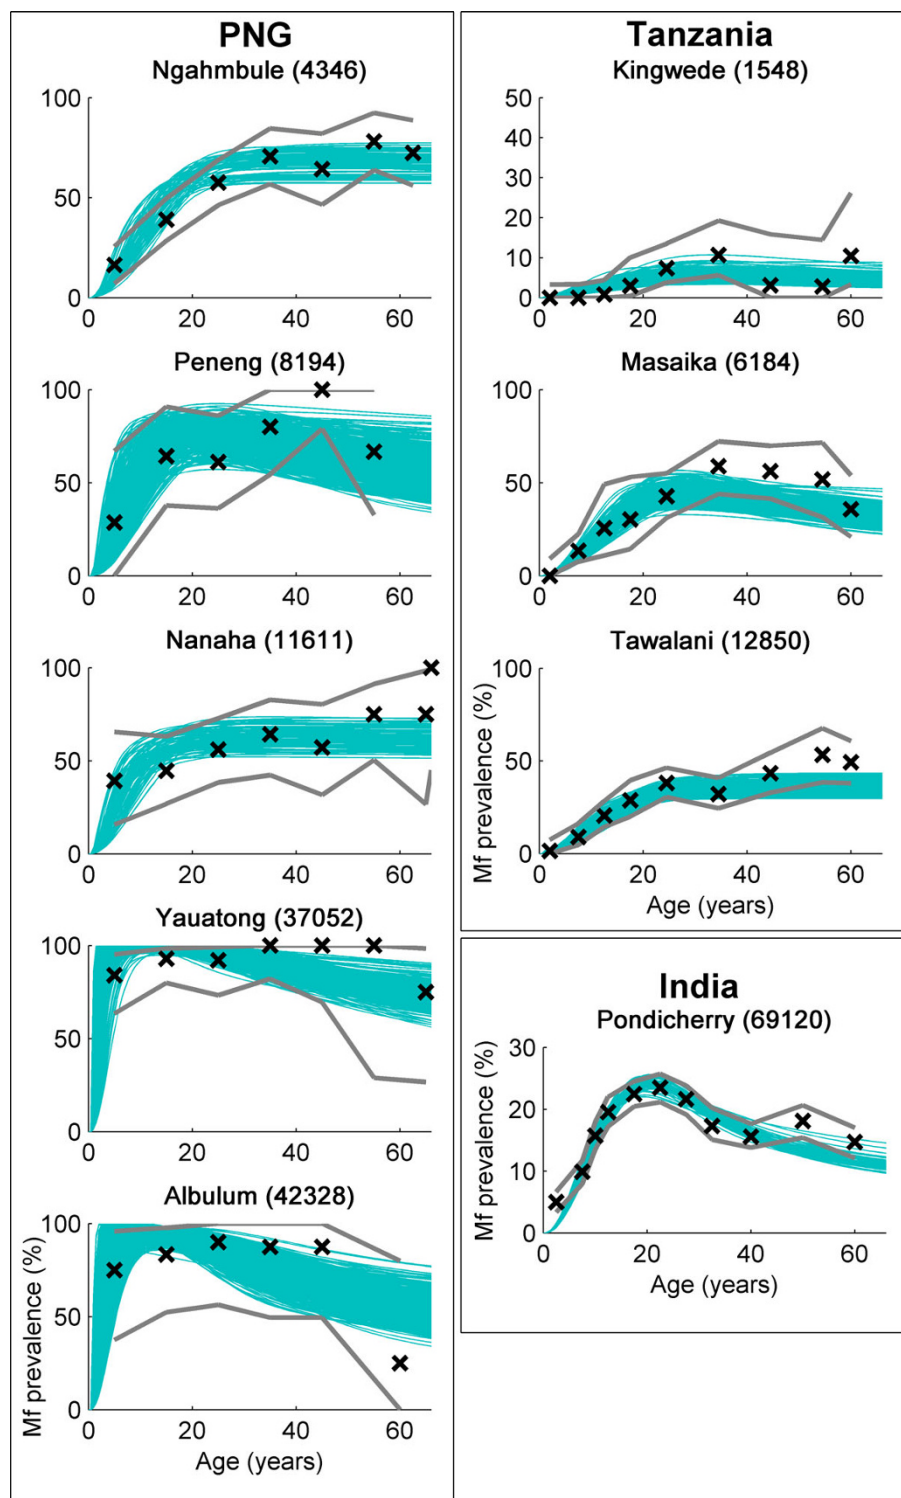 PNG
Ngahmbule (4346)
100
50
0
0 20 40 60
Peneng (8194)
100
50
0
0 20 40 60
Nanaha (11611)
100
50
0
0 20 40 60
Yauatong (37052)
100
50
0
0 20 40 60
Albulum (42328)
100
50
0
Mf prevalence (%)
0 20 40 60
Age (years)
Tanzania
Kingwede (1548)
50
40
30
20
10
0
0 20 40 60
Masaika (6184)
100
50
0
0 20 40 60
Tawalani (12850)
100
50
0
Mf prevalence (%)
0 20 40 60
Age (years)
India
Pondicherry (69120)
30
20
10
0
Mf prevalence (%)
0 20 40 60
Age (years)